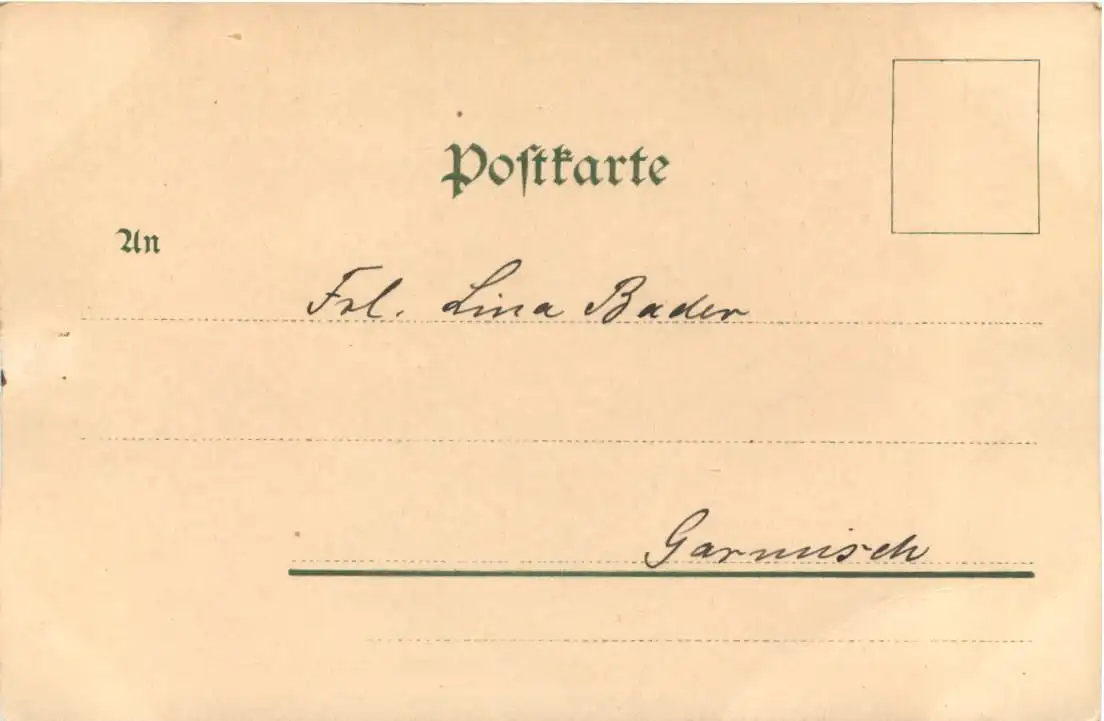 Postkarte
An
Frl. Lina Bader
Garmisch